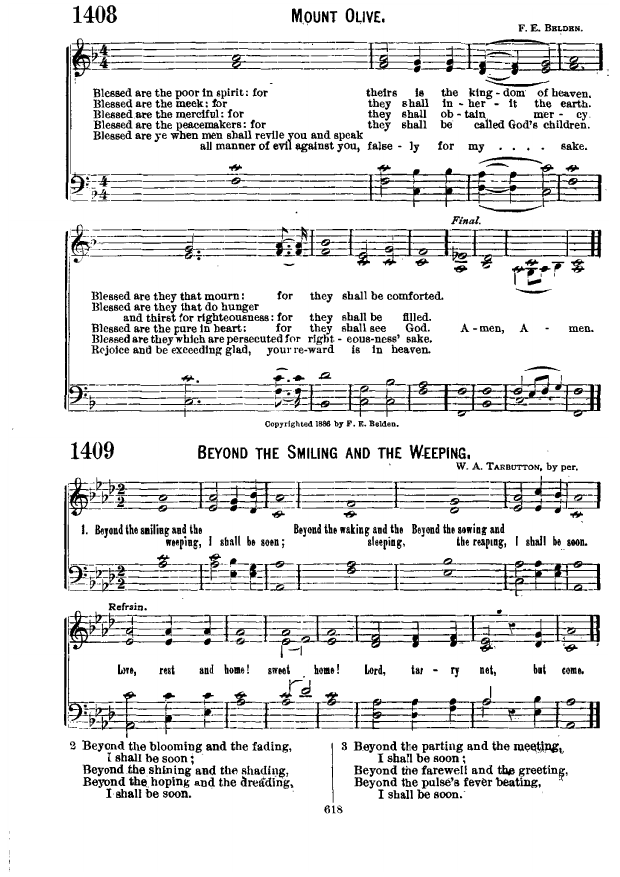 1408
MOUNT OLIVE.
F. E. BELDEN.
Blessed are the poor in spirit: for theirs is the king-dom of heaven.
Blessed are the meek: for they shall in-her-it the earth.
Blessed are the merciful: for they shall ob-tain mer-cy.
Blessed are the peacemakers: for they shall be called God's children.
Blessed are ye when men shall revile you and speak
all manner of evil against you, false-ly for my . . . . sake.
Final.
Blessed are they that mourn: for they shall be comforted.
Blessed are they that do hunger
and thirst for righteousness: for they shall be filled.
Blessed are the pure in heart: for they shall see God. A-men, A-men.
Blessed are they which are persecuted for right-eous-ness' sake.
Rejoice and be exceeding glad, your re-ward is in heaven.
Copyrighted 1886 by F. E. Belden.
1409
BEYOND THE SMILING AND THE WEEPING.
W. A. TARBUTTON, by per.
1. Beyond the smiling and the Beyond the waking and the Beyond the sowing and
weeping, I shall be soon; sleeping, the reaping, I shall be soon.
Refrain.
Love, rest and home! sweet home! Lord, tar-ry not, but come.
2 Beyond the blooming and the fading,
I shall be soon;
Beyond the shining and the shading,
Beyond the hoping and the dreading,
I shall be soon.
3 Beyond the parting and the meeting,
I shall be soon;
Beyond the farewell and the greeting,
Beyond the pulse's fever beating,
I shall be soon.
618